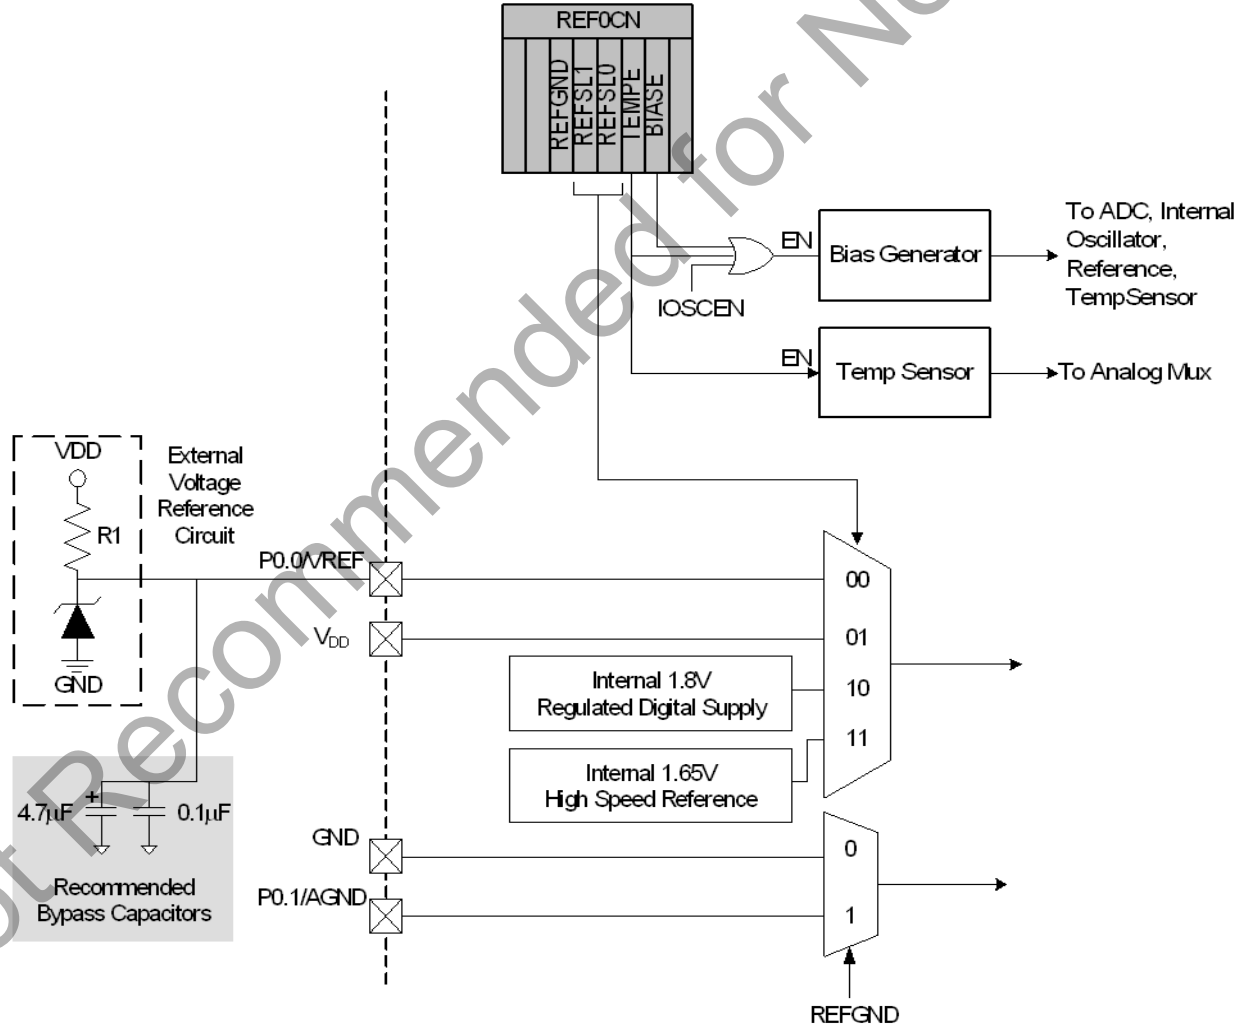 REF0CN
REFGND
REFSL1
REFSL0
TEMPE
BIASE
EN
Bias Generator
To ADC, Internal
Oscillator,
Reference,
TempSensor
IOSCEN
EN
Temp Sensor
To Analog Mux
VDD
R1
GND
External
Voltage
Reference
Circuit
P0.0/VREF
00
VDD
01
Internal 1.8V
Regulated Digital Supply
10
11
Internal 1.65V
High Speed Reference
4.7µF
+
0.1µF
Recommended
Bypass Capacitors
GND
0
P0.1/AGND
1
REFGND
Recommended for